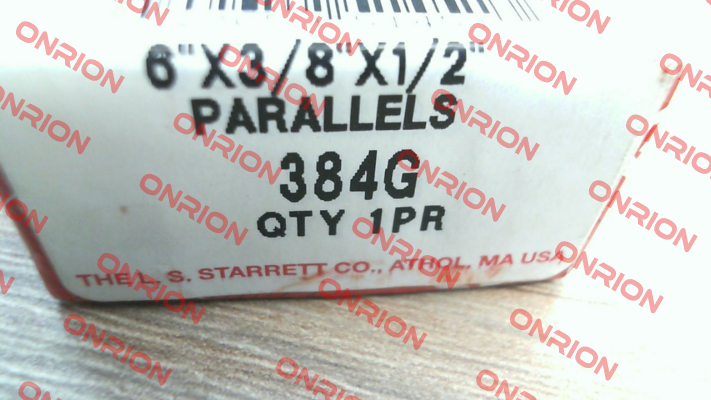 6"X3/8"X1/2"
PARALLELS
384G
QTY 1PR
THE L. S. STARRETT CO., ATHOL, MA USA
ONRION